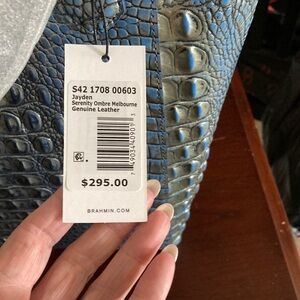 S42 1708 00603
Jayden
Serenity Ombre Melbourne
Genuine Leather
$295.00
BRAHMIN.COM